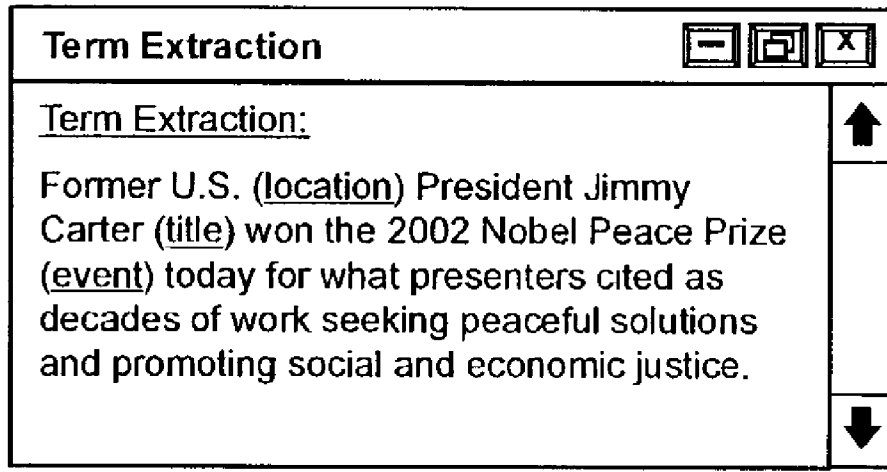 Term Extraction
X
Term Extraction:
Former U.S. (location) President Jimmy
Carter (title) won the 2002 Nobel Peace Prize
(event) today for what presenters cited as
decades of work seeking peaceful solutions
and promoting social and economic justice.